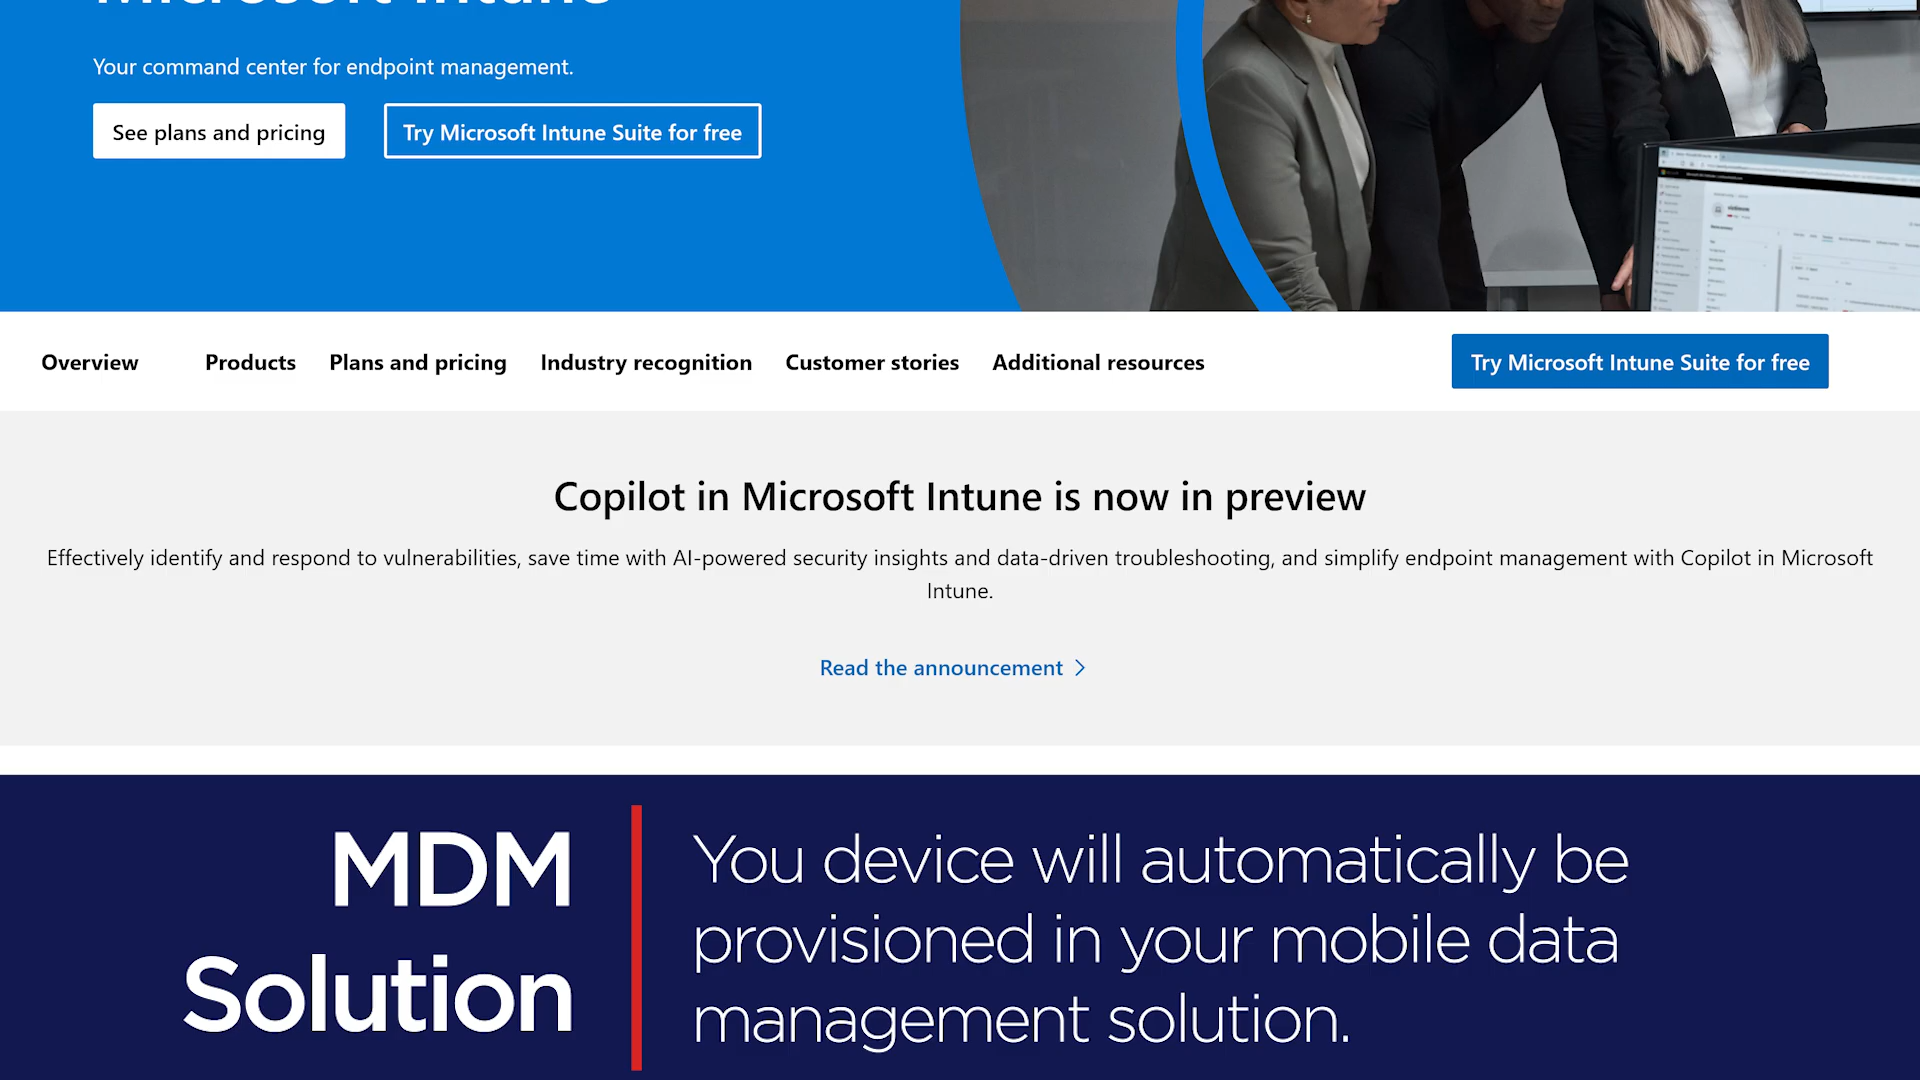 Microsoft Intune
Your command center for endpoint management.
See plans and pricing
Try Microsoft Intune Suite for free
Overview
Products
Plans and pricing
Industry recognition
Customer stories
Additional resources
Try Microsoft Intune Suite for free
Copilot in Microsoft Intune is now in preview
Effectively identify and respond to vulnerabilities, save time with AI-powered security insights and data-driven troubleshooting, and simplify endpoint management with Copilot in Microsoft
Intune.
Read the announcement
MDM
Solution
You device will automatically be
provisioned in your mobile data
management solution.